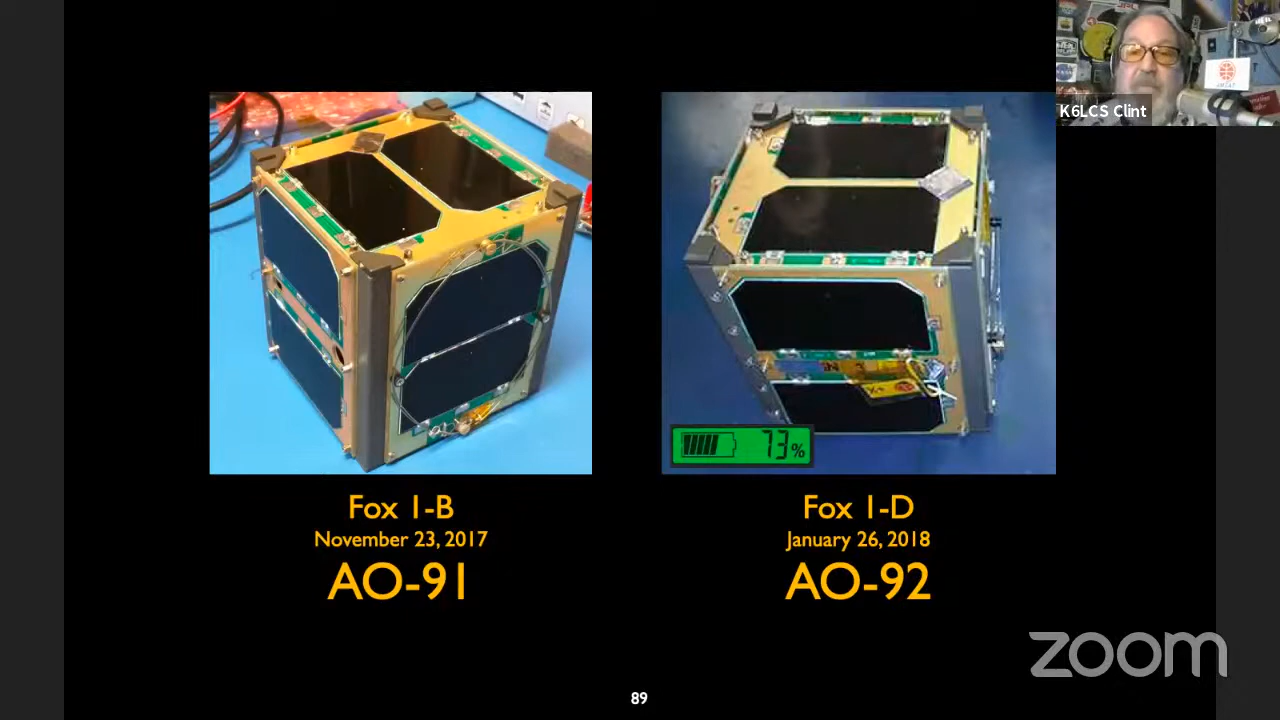 K6LCS Clint
73%
Fox 1-B
November 23, 2017
AO-91
Fox 1-D
January 26, 2018
AO-92
zoom
89